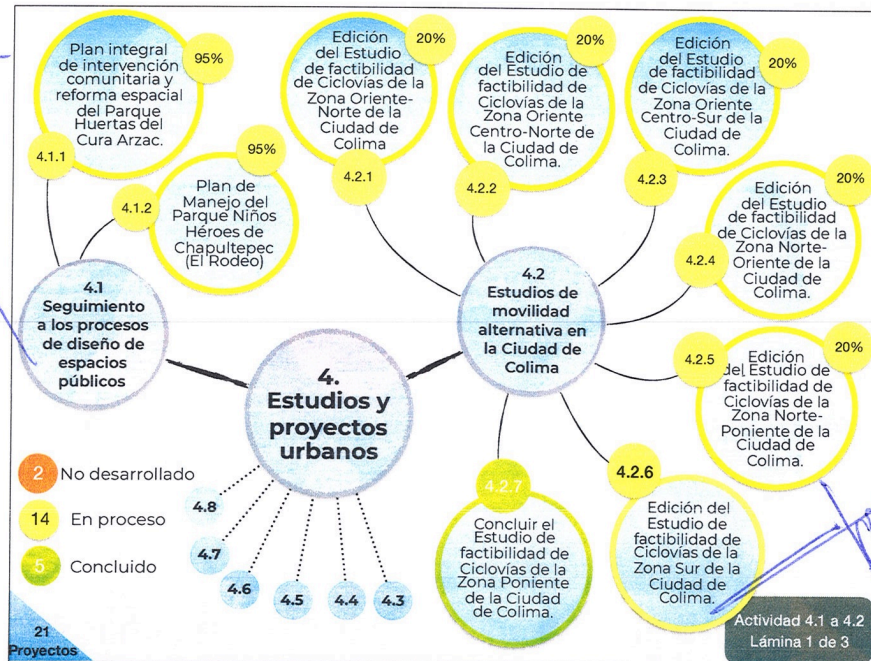 Plan integral
de intervención
comunitaria y
reforma espacial
del Parque
Huertas del
Cura Arzac.
95%
4.1.1
Plan de
Manejo del
Parque Niños
Héroes de
Chapultepec
(El Rodeo)
95%
4.1.2
4.1
Seguimiento
a los procesos
de diseño de
espacios
públicos
Edición
del Estudio
de factibilidad
de Ciclovías de la
Zona Oriente-
Norte de la
Ciudad de
Colima
20%
4.2.1
Edición
del Estudio de
factibilidad de
Ciclovías de la
Zona Oriente
Centro-Norte de
la Ciudad de
Colima.
20%
4.2.2
Edición
del Estudio
de factibilidad
de Ciclovías de la
Zona Oriente
Centro-Sur de la
Ciudad de
Colima.
20%
4.2.3
Edición
del Estudio
de factibilidad
de Ciclovías de la
Zona Norte-
Oriente de la
Ciudad de
Colima.
20%
4.2.4
4.2
Estudios de
movilidad
alternativa en
la Ciudad de
Colima
Edición
del Estudio de
factibilidad de
Ciclovías de la
Zona Norte-
Poniente de la
Ciudad de
Colima.
20%
4.2.5
4.2.6
Edición del
Estudio de
factibilidad de
Ciclovías de la
Zona Sur de la
Ciudad de
Colima.
4.2.7
Concluir el
Estudio de
factibilidad de
Ciclovías de la
Zona Poniente
de la Ciudad
de Colima.
4.
Estudios y
proyectos
urbanos
4.8
4.7
4.6
4.5
4.4
4.3
2 No desarrollado
14 En proceso
5 Concluido
21
Proyectos
Actividad 4.1 a 4.2
Lámina 1 de 3